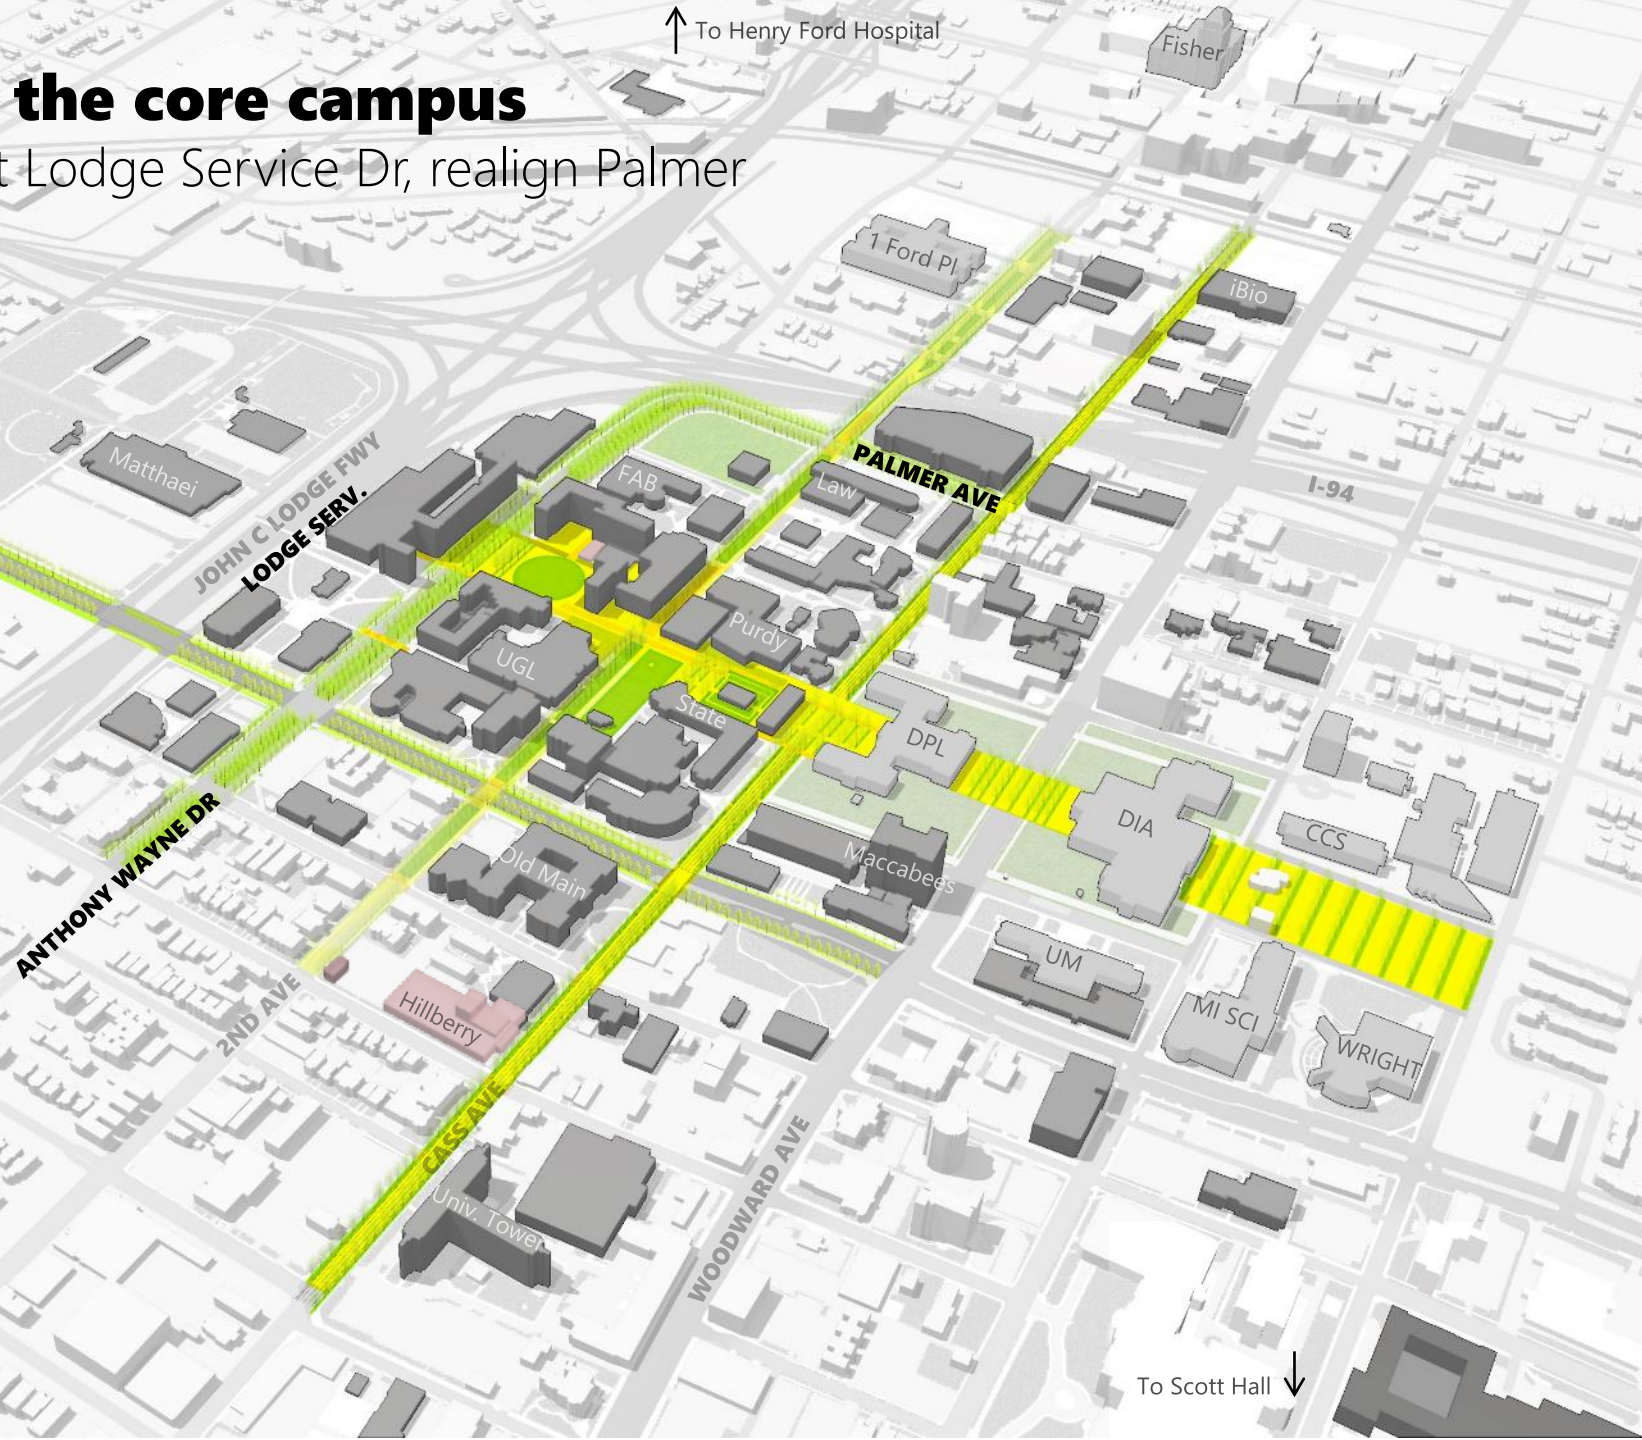 To Henry Ford Hospital
Fisher
the core campus
t Lodge Service Dr, realign Palmer
1 Ford Pl
iBio
Matthaei
JOHN C LODGE FWY
LODGE SERV.
FAB
Law
PALMER AVE
I-94
Purdy
UGL
State
DPL
DIA
CCS
ANTHONY WAYNE DR
Old Main
Maccabees
UM
2ND AVE
Hillberry
MI SCI
WRIGHT
CASS AVE
Univ. Tower
WOODWARD AVE
To Scott Hall